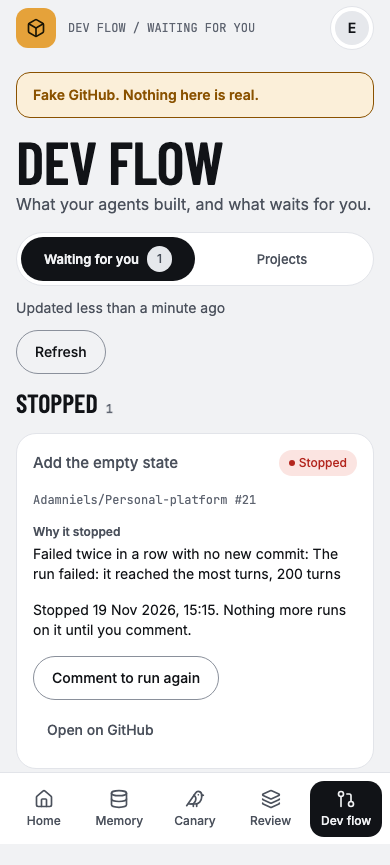 DEV FLOW / WAITING FOR YOU
E
Fake GitHub. Nothing here is real.
DEV FLOW
What your agents built, and what waits for you.
Waiting for you 1
Projects
Updated less than a minute ago
Refresh
STOPPED 1
Add the empty state
Stopped
Adamniels/Personal-platform #21
Why it stopped
Failed twice in a row with no new commit: The
run failed: it reached the most turns, 200 turns
Stopped 19 Nov 2026, 15:15. Nothing more runs
on it until you comment.
Comment to run again
Open on GitHub
Home
Memory
Canary
Review
Dev flow